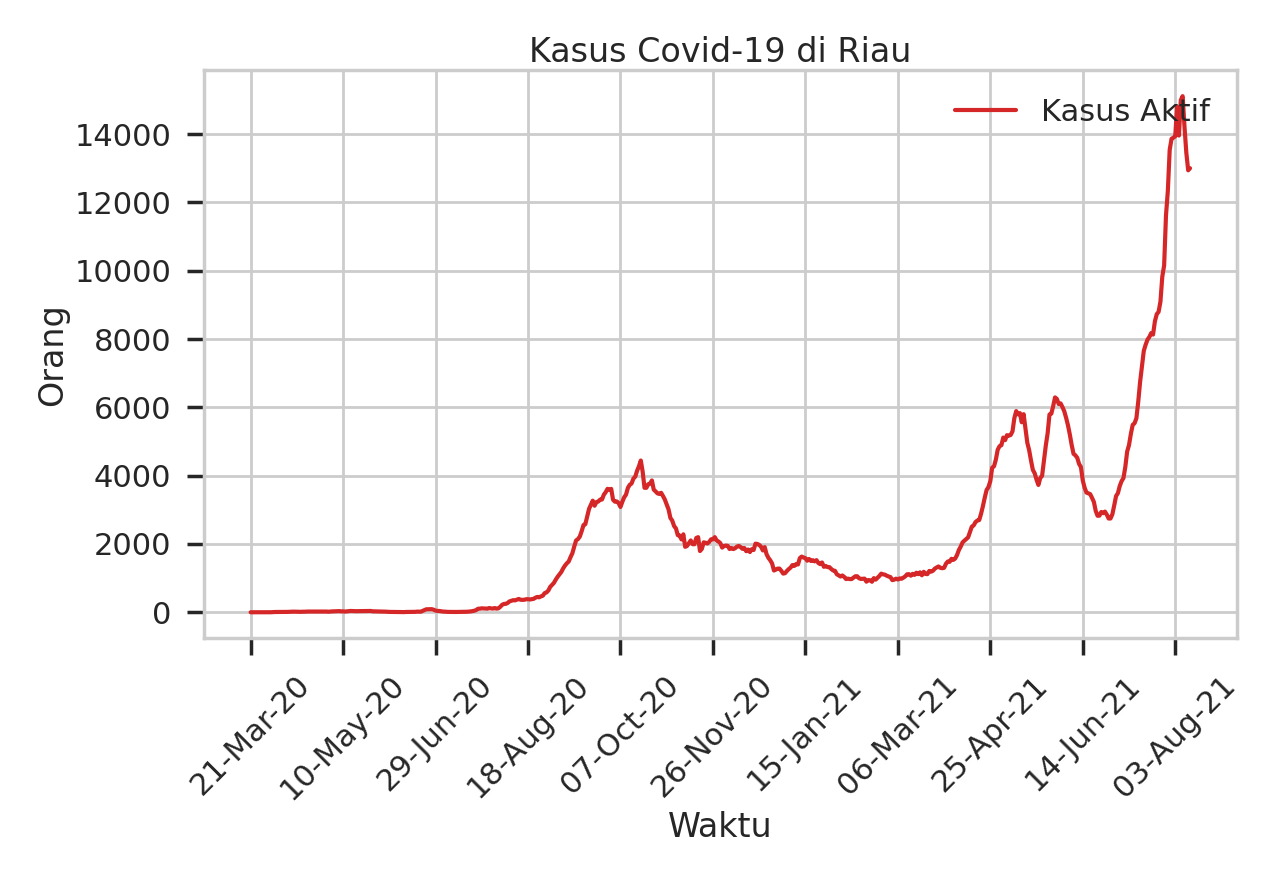 Kasus Covid-19 di Riau
Kasus Aktif
14000
12000
10000
8000
6000
4000
2000
0
Orang
21-Mar-20
10-May-20
29-Jun-20
18-Aug-20
07-Oct-20
26-Nov-20
15-Jan-21
06-Mar-21
25-Apr-21
14-Jun-21
03-Aug-21
Waktu